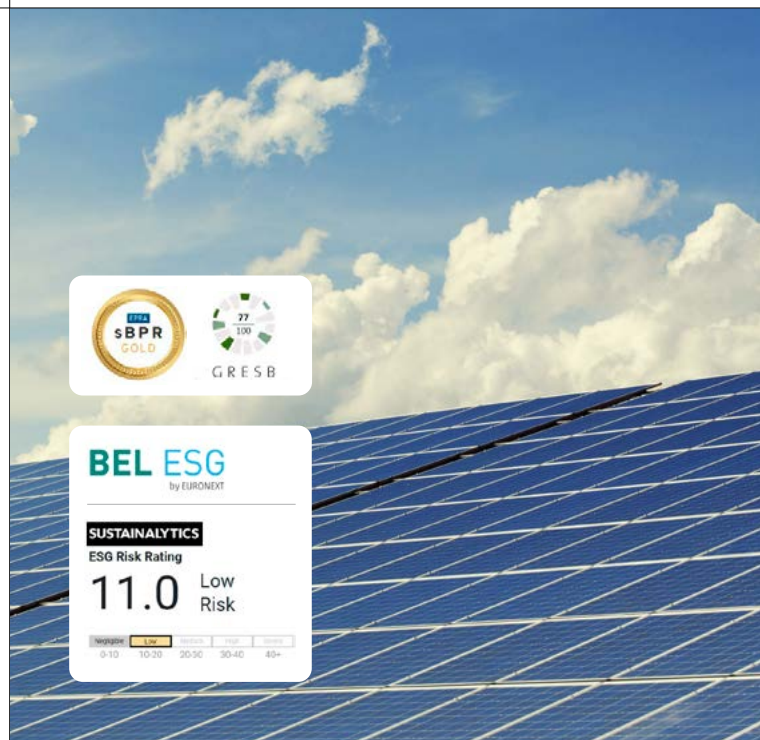 EPRA
sBPR
GOLD
77
100
GRESB
BEL ESG
by EURONEXT
SUSTAINALYTICS
ESG Risk Rating
11.0 Low
Risk
Negligible Low Medium High Severe
0-10 10-20 20-30 30-40 40+